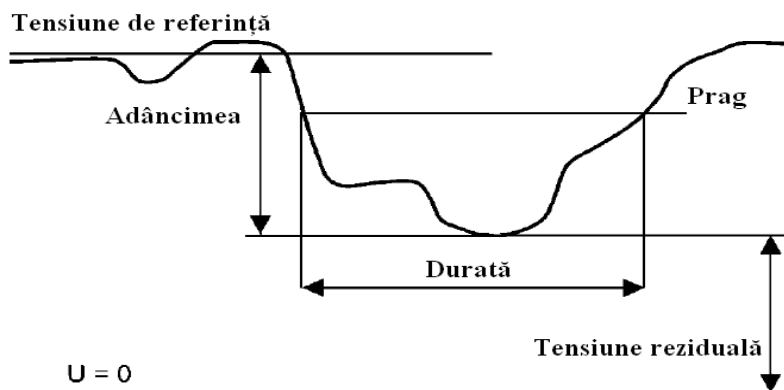 Tensiune de referință
Adâncimea
Prag
Durată
Tensiune reziduală
U = 0